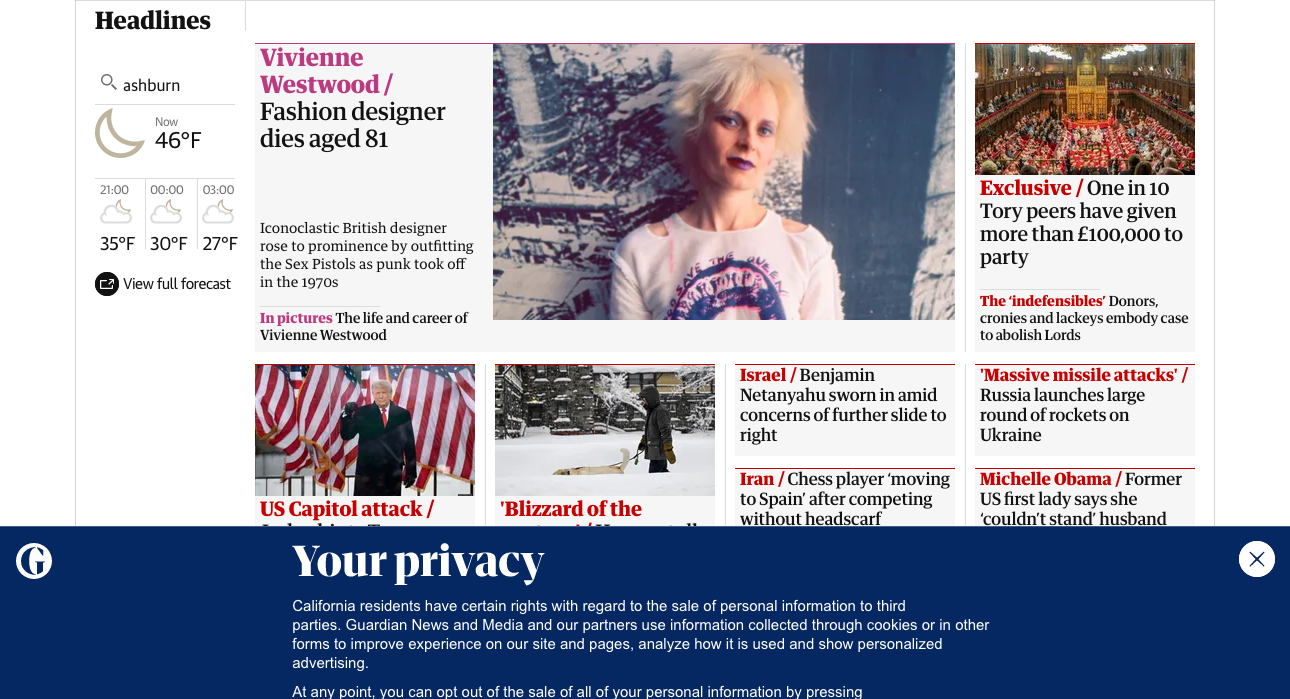 Headlines
ashburn
Now
46°F
21:00
00:00
03:00
35°F
30°F
27°F
View full forecast
Vivienne
Westwood /
Fashion designer
dies aged 81
Iconoclastic British designer
rose to prominence by outfitting
the Sex Pistols as punk took off
in the 1970s
In pictures The life and career of
Vivienne Westwood
SAVE THE QUEEN
Exclusive / One in 10
Tory peers have given
more than £100,000 to
party
The ‘indefensibles’ Donors,
cronies and lackeys embody case
to abolish Lords
US Capitol attack /
'Blizzard of the
Israel / Benjamin
Netanyahu sworn in amid
concerns of further slide to
right
Iran / Chess player ‘moving
to Spain’ after competing
without headscarf
'Massive missile attacks' /
Russia launches large
round of rockets on
Ukraine
Michelle Obama / Former
US first lady says she
‘couldn’t stand’ husband
G
Your privacy
California residents have certain rights with regard to the sale of personal information to third
parties. Guardian News and Media and our partners use information collected through cookies or in other
forms to improve experience on our site and pages, analyze how it is used and show personalized
advertising.
At any point, you can opt out of the sale of all of your personal information by pressing